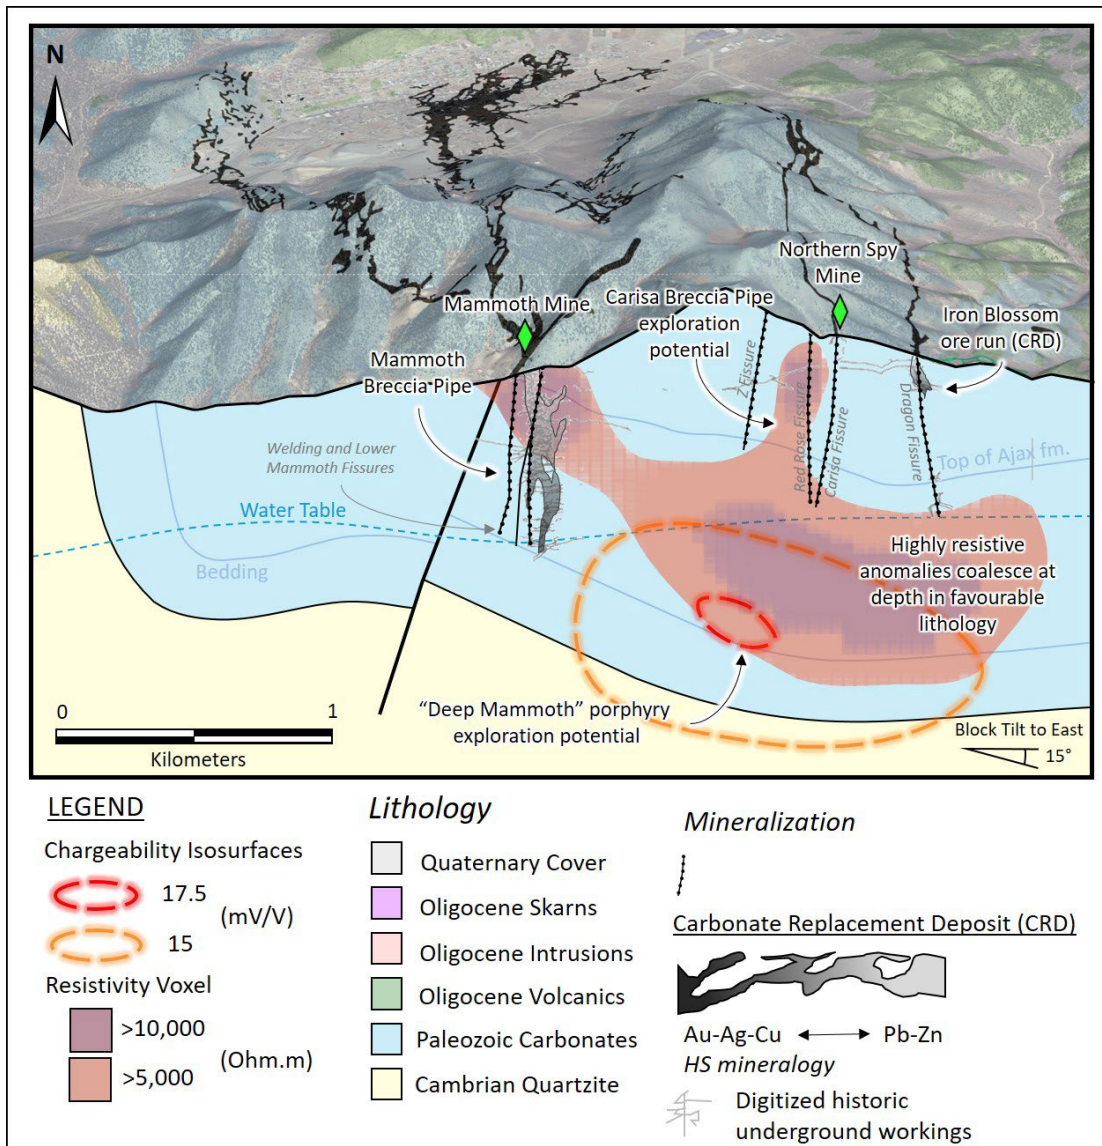 N
Northern Spy
Mine
Mammoth Mine
Carisa Breccia Pipe
exploration
potential
Iron Blossom
ore run (CRD)
Mammoth
Breccia Pipe
Z Fissure
Red Rose Fissure
Carisa Fissure
Dragon Fissure
Welding and Lower
Mammoth Fissures
Top of Ajax fm.
Water Table
Bedding
Highly resistive
anomalies coalesce at
depth in favourable
lithology
"Deep Mammoth" porphyry
exploration potential
0 1
Kilometers
Block Tilt to East
15°
LEGEND
Chargeability Isosurfaces
17.5
(mV/V)
15
Resistivity Voxel
>10,000
(Ohm.m)
>5,000
Lithology
Quaternary Cover
Oligocene Skarns
Oligocene Intrusions
Oligocene Volcanics
Paleozoic Carbonates
Cambrian Quartzite
Mineralization
Carbonate Replacement Deposit (CRD)
Au-Ag-Cu Pb-Zn
HS mineralogy
Digitized historic
underground workings